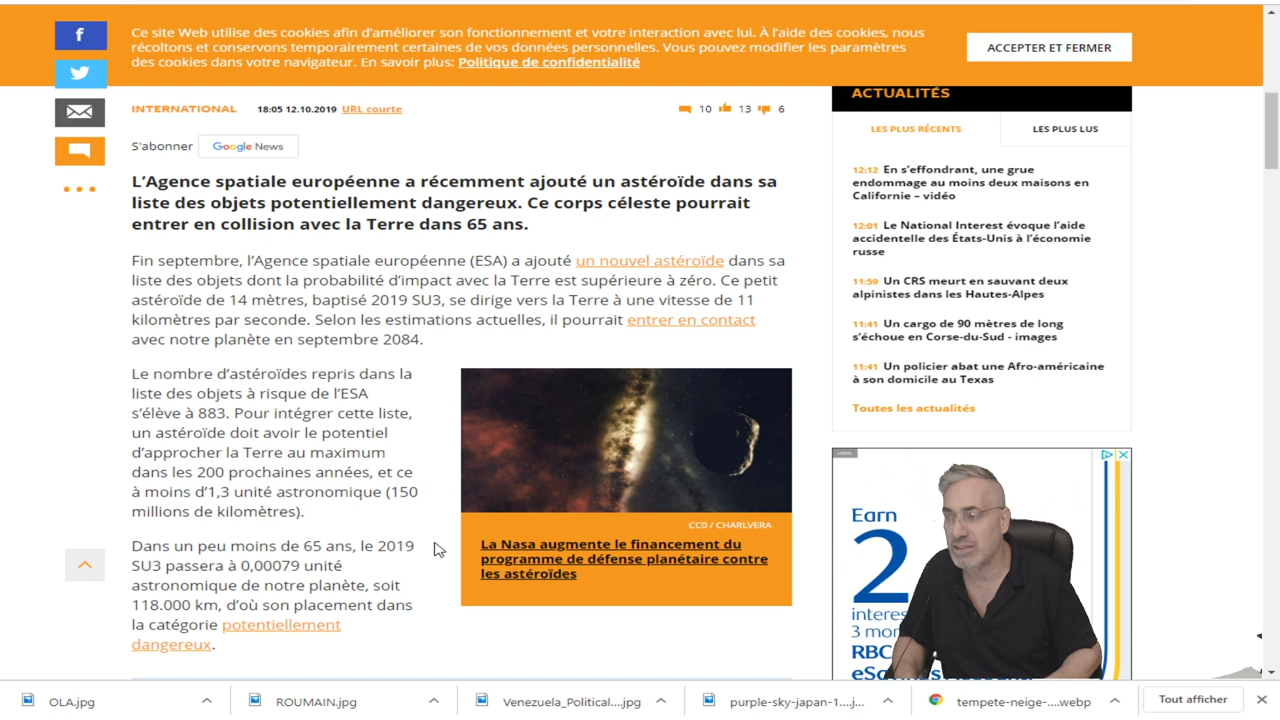 Ce site Web utilise des cookies afin d’améliorer son fonctionnement et votre interaction avec lui. À l’aide des cookies, nous
récoltons et conservons temporairement certaines de vos données personnelles. Vous pouvez modifier les paramètres
des cookies dans votre navigateur. En savoir plus: Politique de confidentialité
ACCEPTER ET FERMER
INTERNATIONAL 18:05 12.10.2019 URL courte
10 13 6
S'abonner Google News
L’Agence spatiale européenne a récemment ajouté un astéroïde dans sa
liste des objets potentiellement dangereux. Ce corps céleste pourrait
entrer en collision avec la Terre dans 65 ans.
Fin septembre, l’Agence spatiale européenne (ESA) a ajouté un nouvel astéroïde dans sa
liste des objets dont la probabilité d’impact avec la Terre est supérieure à zéro. Ce petit
astéroïde de 14 mètres, baptisé 2019 SU3, se dirige vers la Terre à une vitesse de 11
kilomètres par seconde. Selon les estimations actuelles, il pourrait entrer en contact
avec notre planète en septembre 2084.
Le nombre d’astéroïdes repris dans la
liste des objets à risque de l’ESA
s’élève à 883. Pour intégrer cette liste,
un astéroïde doit avoir le potentiel
d’approcher la Terre au maximum
dans les 200 prochaines années, et ce
à moins d’1,3 unité astronomique (150
millions de kilomètres).
Dans un peu moins de 65 ans, le 2019
SU3 passera à 0,00079 unité
astronomique de notre planète, soit
118.000 km, d’où son placement dans
la catégorie potentiellement
dangereux.
CC0 / CHARLVERA
La Nasa augmente le financement du
programme de défense planétaire contre
les astéroïdes
ACTUALITÉS
LES PLUS RÉCENTS LES PLUS LUS
12:12 En s’effondrant, une grue
endommage au moins deux maisons en
Californie – vidéo
12:01 Le National Interest évoque l’aide
accidentelle des États-Unis à l’économie
russe
11:59 Un CRS meurt en sauvant deux
alpinistes dans les Hautes-Alpes
11:41 Un cargo de 90 mètres de long
s’échoue en Corse-du-Sud - images
11:41 Un policier abat une Afro-américaine
à son domicile au Texas
Toutes les actualités
Earn
2
3
RBC
OLA.jpg
ROUMAIN.jpg
Venezuela_Political....jpg
purple-sky-japan-1....j...
tempete-neige-....webp
Tout afficher